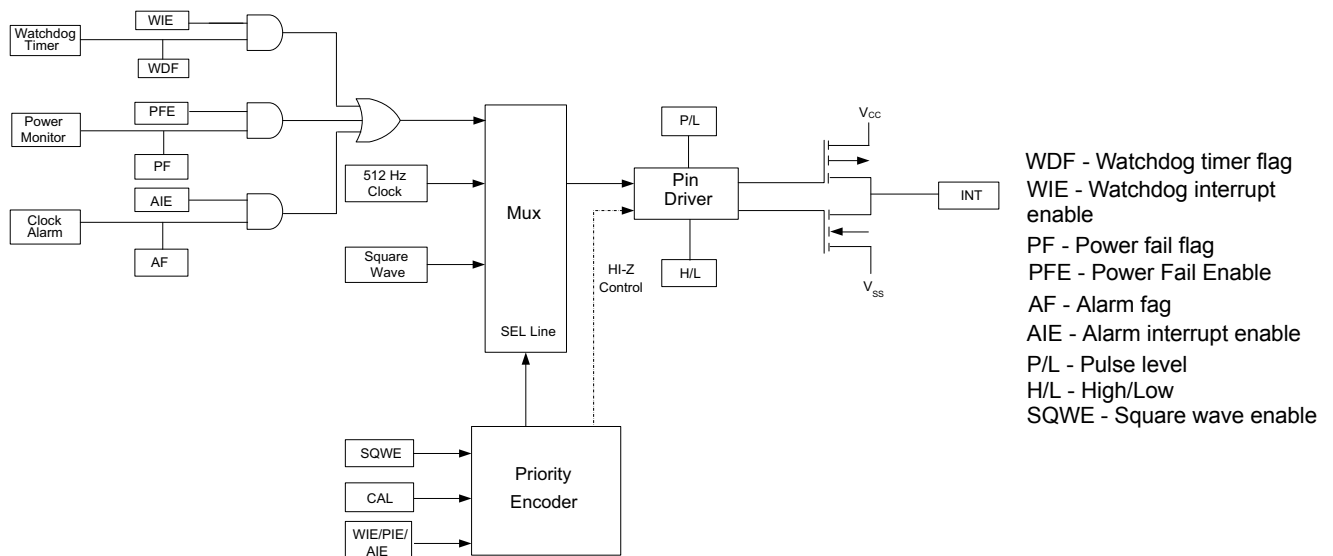 WIE
Watchdog
Timer
WDF
PFE
Power
Monitor
PF
AIE
Clock
Alarm
AF
512 Hz
Clock
Square
Wave
Mux
SEL Line
SQWE
CAL
WIE/PIE/
AIE
Priority
Encoder
HI-Z
Control
P/L
Pin
Driver
H/L
VCC
INT
VSS
WDF - Watchdog timer flag
WIE - Watchdog interrupt
enable
PF - Power fail flag
PFE - Power Fail Enable
AF - Alarm fag
AIE - Alarm interrupt enable
P/L - Pulse level
H/L - High/Low
SQWE - Square wave enable